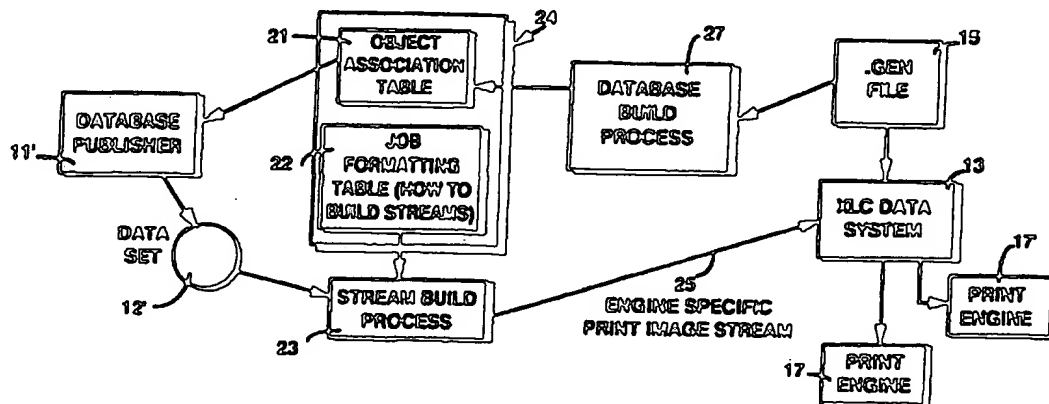 21
OBJECT
ASSOCIATION
TABLE
24
27
DATABASE
BUILD
PROCESS
.GEN
FILE
DATABASE
PUBLISHER
11'
22
JOB
FORMATTING
TABLE (HOW TO
BUILD STREAMS)
13
XLC DATA
SYSTEM
DATA
SET
12'
STREAM BUILD
PROCESS
23
25
ENGINE SPECIFIC
PRINT IMAGE STREAM
17'
PRINT
ENGINE
17
PRINT
ENGINE